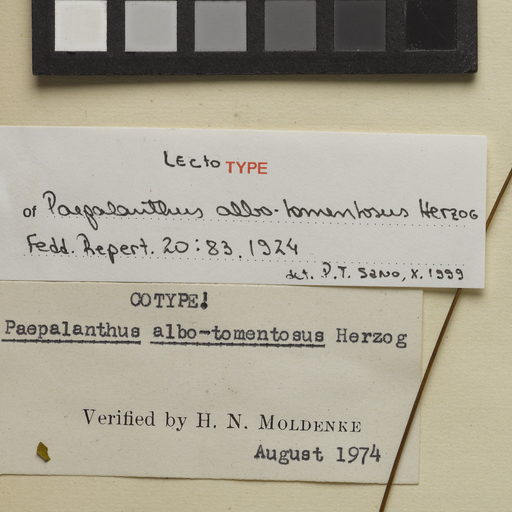 Lecto TYPE
of Paepalanthus albo-tomentosus Herzog
Fedd. Repert. 20:83, 1924
det. P.T. Sano, X.1999
COTYPE!
Paepalanthus albo-tomentosus Herzog
Verified by H. N. MOLDENKE
August 1974